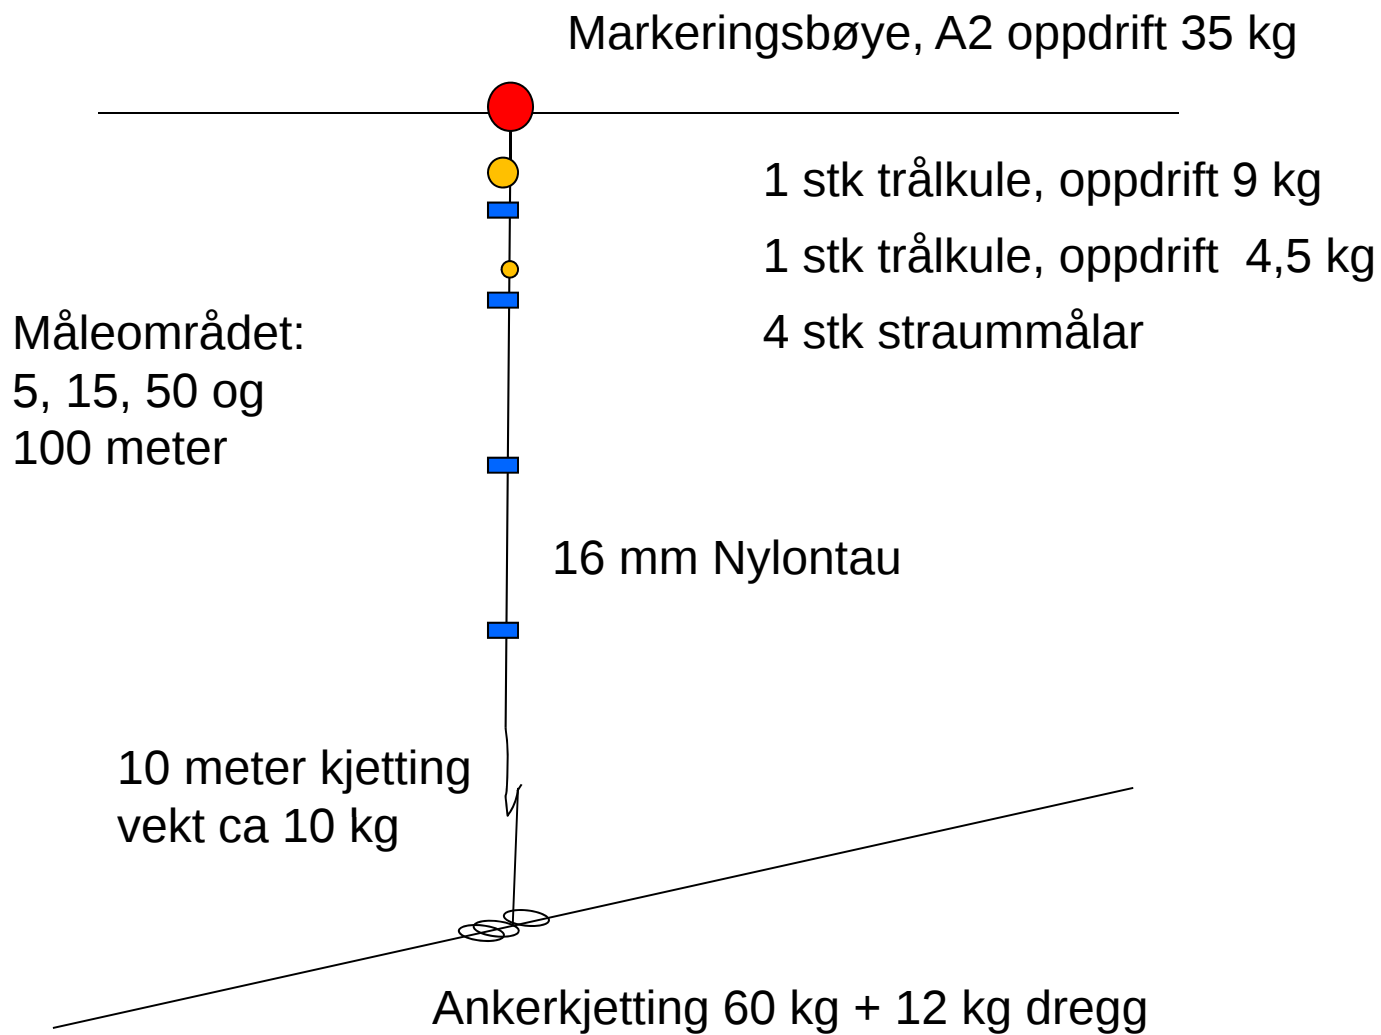 Markeringsbøye, A2 oppdrift 35 kg
1 stk trålkule, oppdrift 9 kg
1 stk trålkule, oppdrift  4,5 kg
4 stk straummålar
Måleområdet:
5, 15, 50 og
100 meter
16 mm Nylontau
10 meter kjetting
vekt ca 10 kg
Ankerkjetting 60 kg + 12 kg dregg